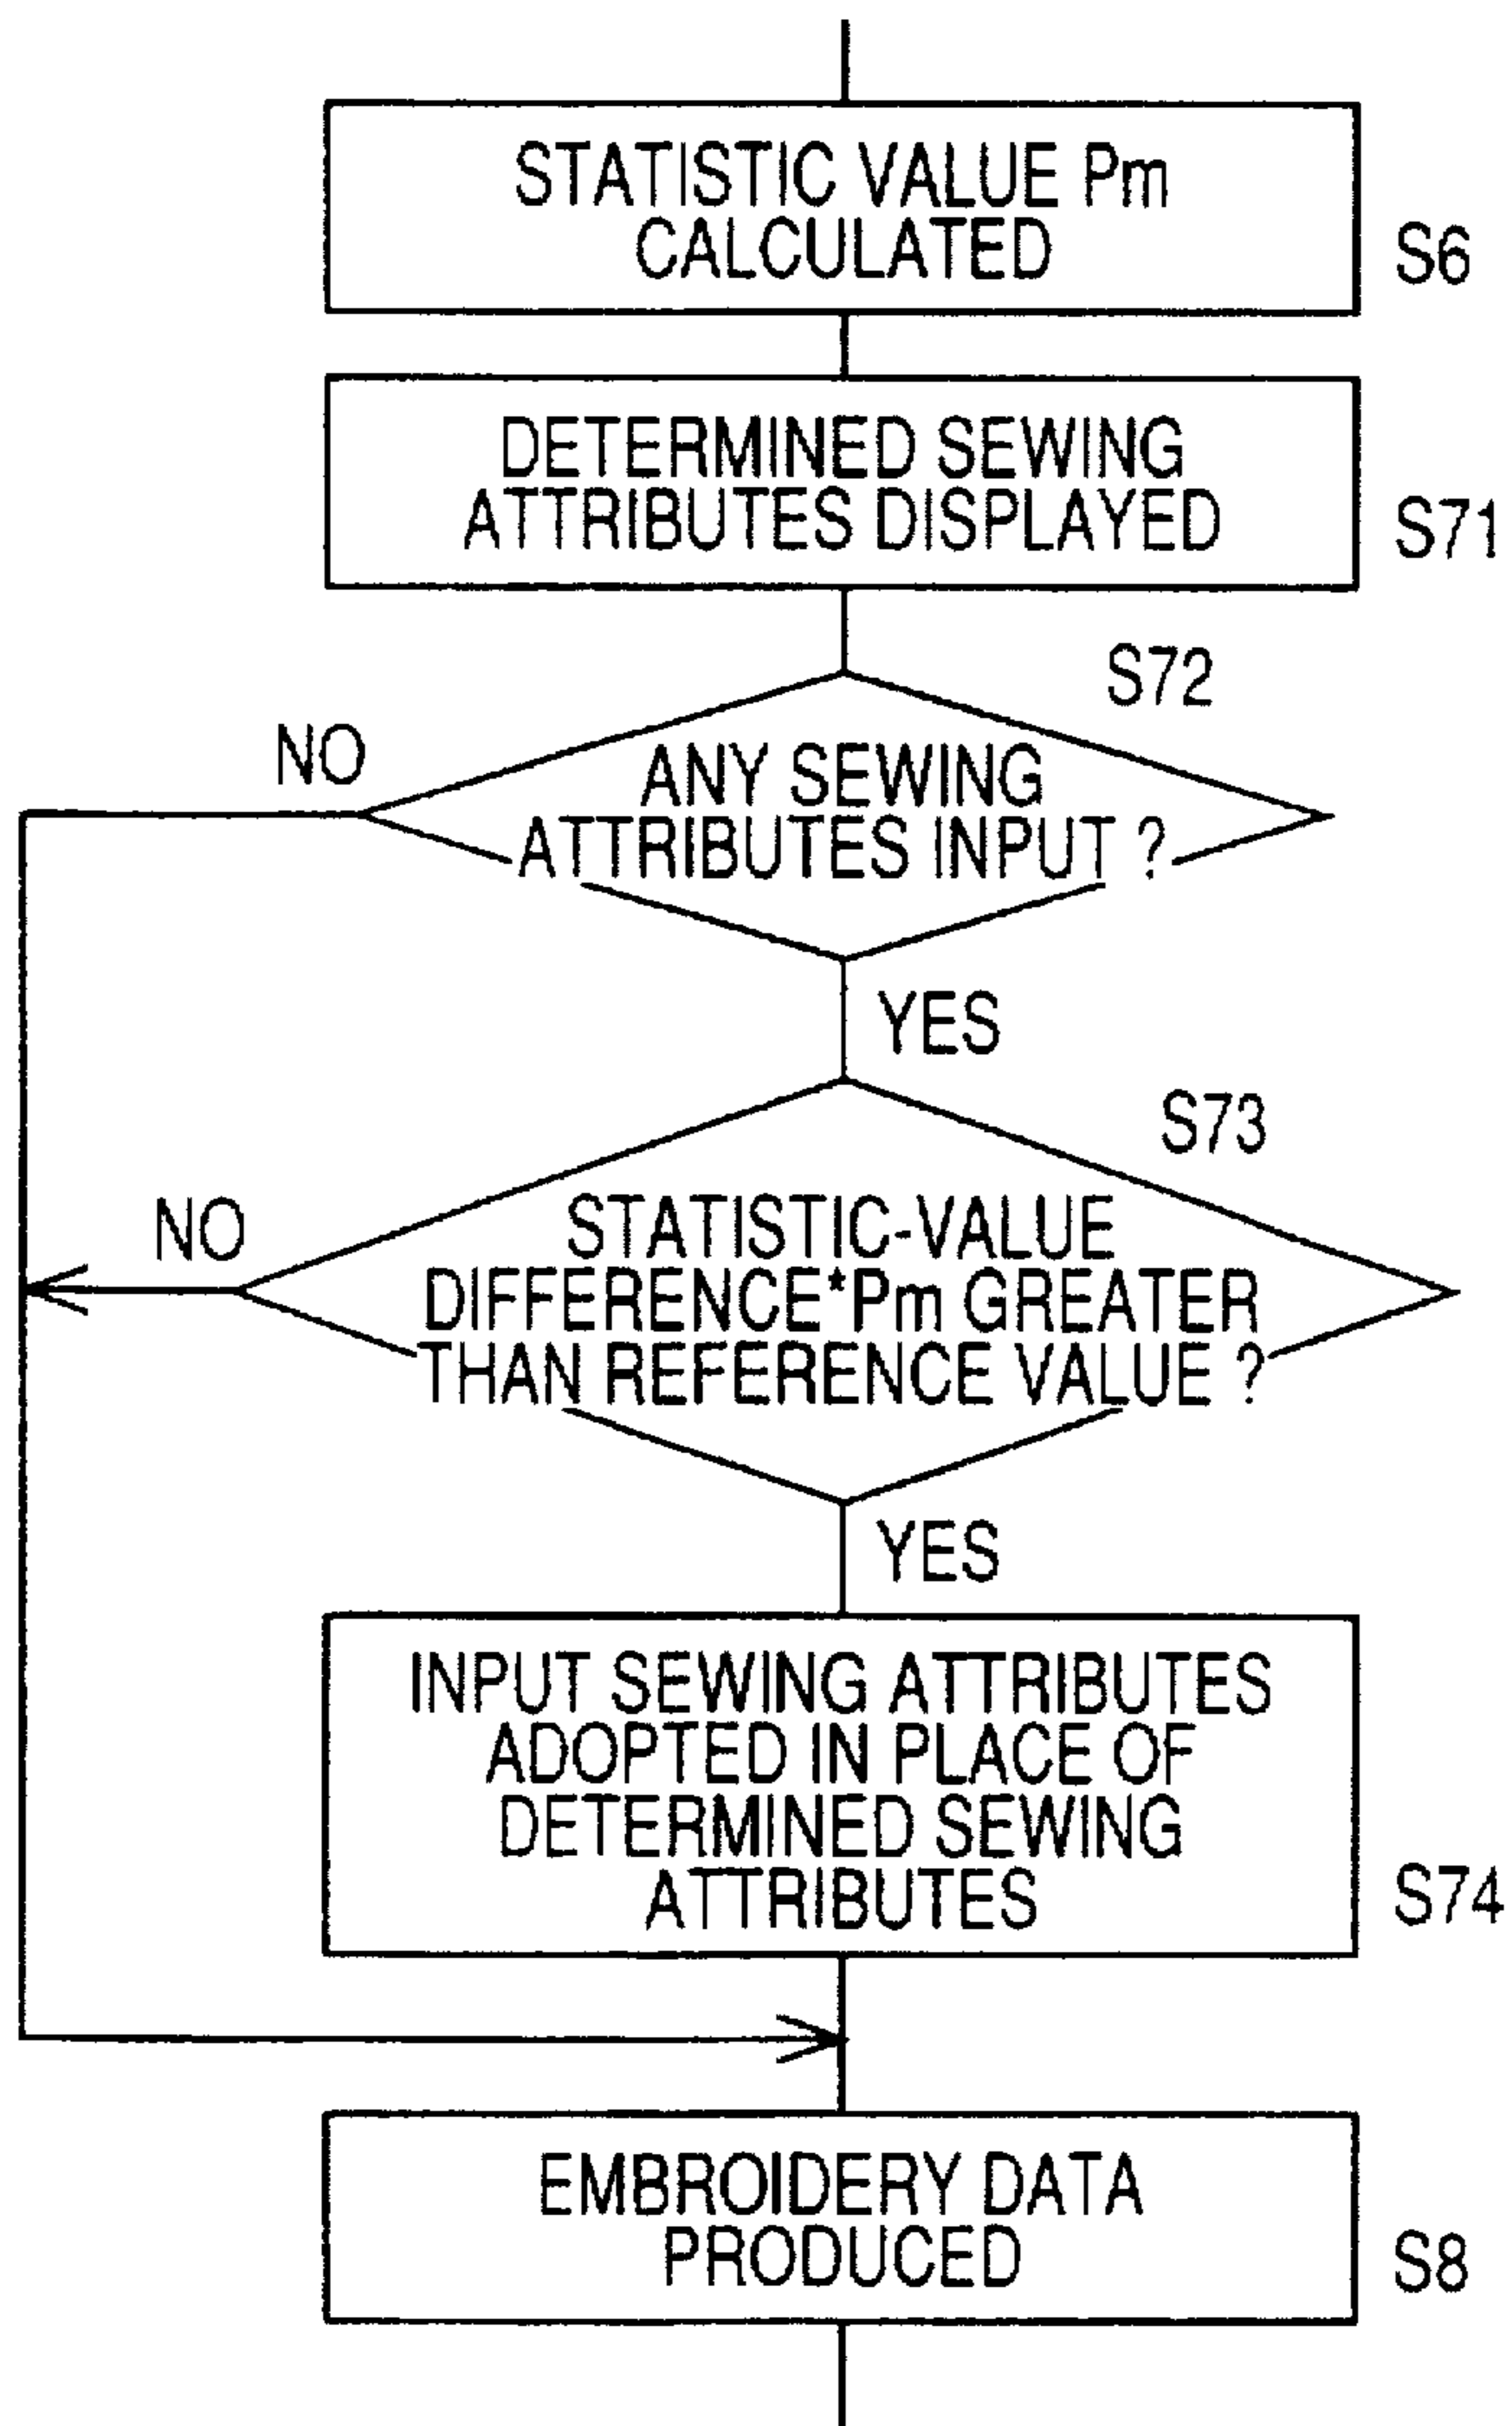 STATISTIC VALUE Pm
CALCULATED
S6
DETERMINED SEWING
ATTRIBUTES DISPLAYED
S71
S72
NO
ANY SEWING
ATTRIBUTES INPUT ?
YES
S73
NO
STATISTIC-VALUE
DIFFERENCE*Pm GREATER
THAN REFERENCE VALUE ?
YES
INPUT SEWING ATTRIBUTES
ADOPTED IN PLACE OF
DETERMINED SEWING
ATTRIBUTES
S74
EMBROIDERY DATA
PRODUCED
S8